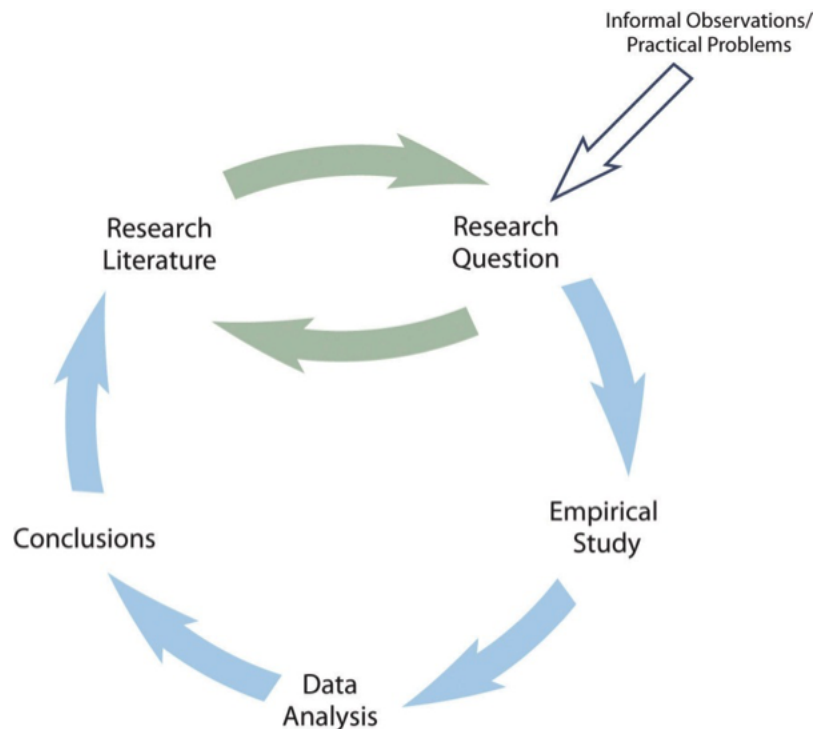 Informal Observations/
Practical Problems
Research
Literature
Research
Question
Empirical
Study
Conclusions
Data
Analysis